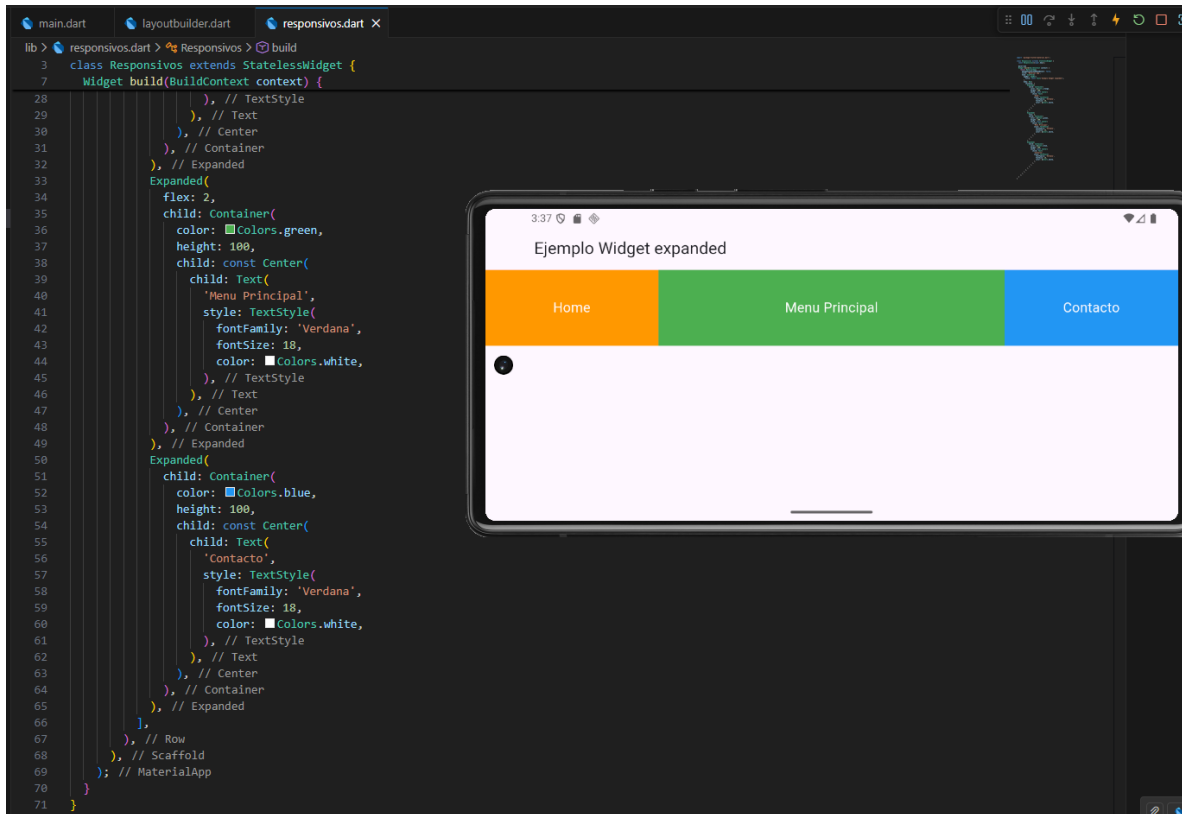 main.dart
layoutbuilder.dart
responsivos.dart
lib > responsivos.dart > Responsivos > build
3 class Responsivos extends StatelessWidget {
7 Widget build(BuildContext context) {
28 ), // TextStyle
29 ), // Text
30 ), // Center
31 ), // Container
32 ), // Expanded
33 Expanded(
34 flex: 2,
35 child: Container(
36 color: Colors.green,
37 height: 100,
38 child: const Center(
39 child: Text(
40 'Menu Principal',
41 style: TextStyle(
42 fontFamily: 'Verdana',
43 fontSize: 18,
44 color: Colors.white,
45 ), // TextStyle
46 ), // Text
47 ), // Center
48 ), // Container
49 ), // Expanded
50 Expanded(
51 child: Container(
52 color: Colors.blue,
53 height: 100,
54 child: const Center(
55 child: Text(
56 'Contacto',
57 style: TextStyle(
58 fontFamily: 'Verdana',
59 fontSize: 18,
60 color: Colors.white,
61 ), // TextStyle
62 ), // Text
63 ), // Center
64 ), // Container
65 ), // Expanded
66 ],
67 ), // Row
68 ), // Scaffold
69 ); // MaterialApp
70 }
71 }
3:37
Ejemplo Widget expanded
Home
Menu Principal
Contacto